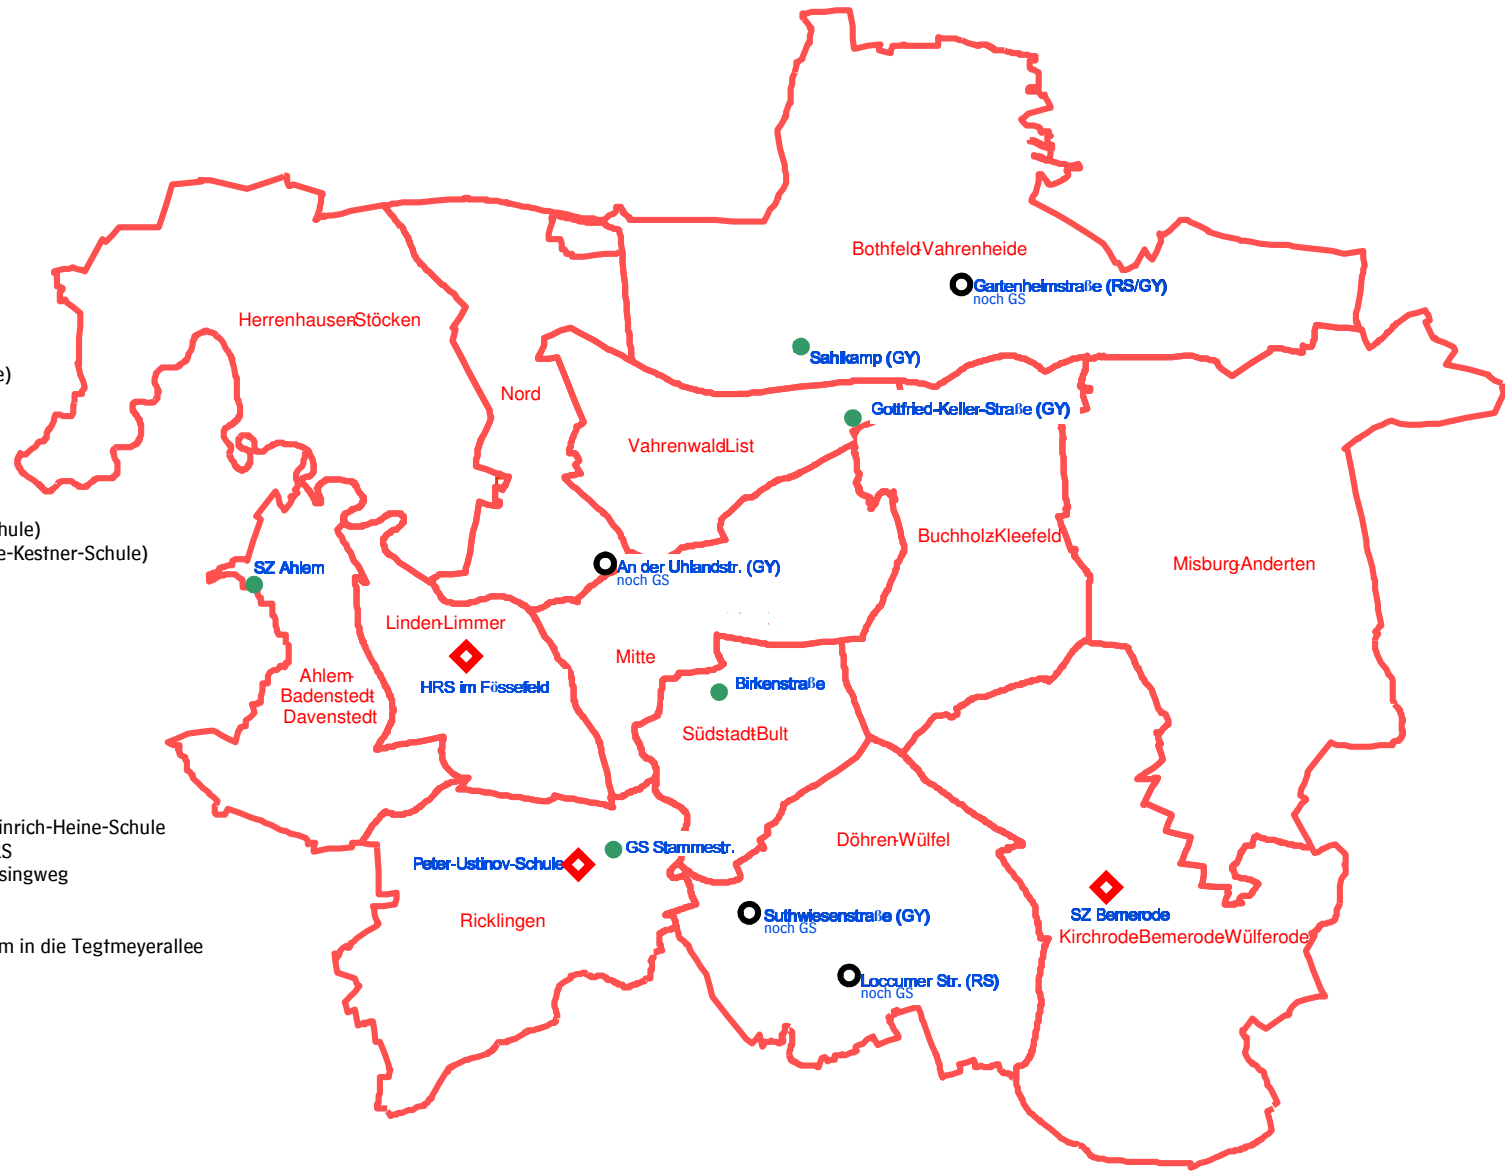 Bothfeld-Vahrenheide
Gartenheimstraße (RS/GY)
noch GS
Herrenhausen-Stöcken
Sahlkamp (GY)
e)
Nord
Gottfried-Keller-Straße (GY)
Vahrenwald-List
hule)
e-Kestner-Schule)
Buchholz-Kleefeld
Misburg-Anderten
SZ Ahlem
An der Uhlandstr. (GY)
noch GS
Linden-Limmer
Mitte
HRS im Fössefeld
Ahlem-
Badenstedt-
Davenstedt
Birkenstraße
Südstadt-Bult
inrich-Heine-Schule
RS
singweg
Döhren-Wülfel
GS Stammestr.
Peter-Ustinov-Schule
Ricklingen
Suthwiesenstraße (GY)
noch GS
SZ Bemerode
KirchrodeBemerodeWülferode
m in die Tegtmeyerallee
Loccumer Str. (RS)
noch GS